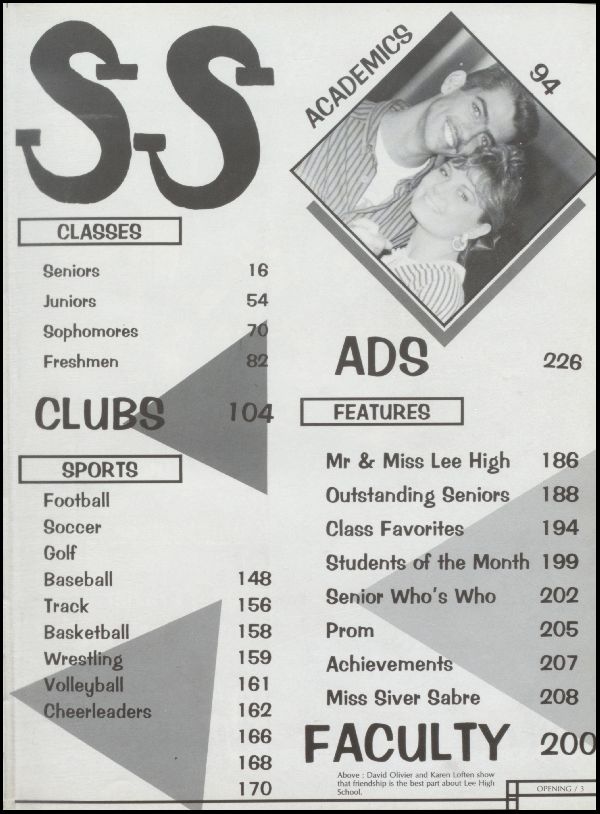 SS
ACADEMICS 94
CLASSES
Seniors 16
Juniors 54
Sophomores 70
Freshmen 82
CLUBS 104
SPORTS
Football
Soccer
Golf
Baseball 148
Track 156
Basketball 158
Wrestling 159
Volleyball 161
Cheerleaders 162
166
168
170
ADS 226
FEATURES
Mr & Miss Lee High 186
Outstanding Seniors 188
Class Favorites 194
Students of the Month 199
Senior Who's Who 202
Prom 205
Achievements 207
Miss Siver Sabre 208
FACULTY 200
Above : David Olivier and Karen Loften show
that friendship is the best part about Lee High
School.
OPENING / 3